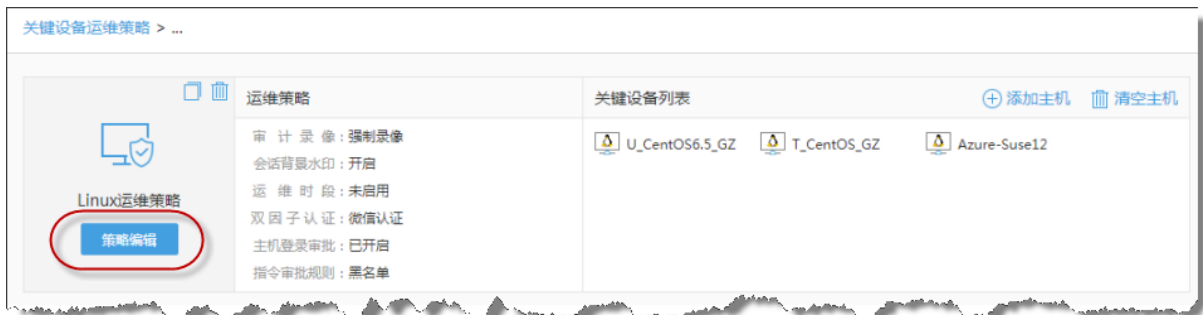 关键设备运维策略 > ...
运维策略
关键设备列表
添加主机
清空主机
审计录像：强制录像
会话背景水印：开启
运维时段：未启用
双因子认证：微信认证
主机登录审批：已开启
指令审批规则：黑名单
U_CentOS6.5_GZ
T_CentOS_GZ
Azure-Suse12
Linux运维策略
策略编辑